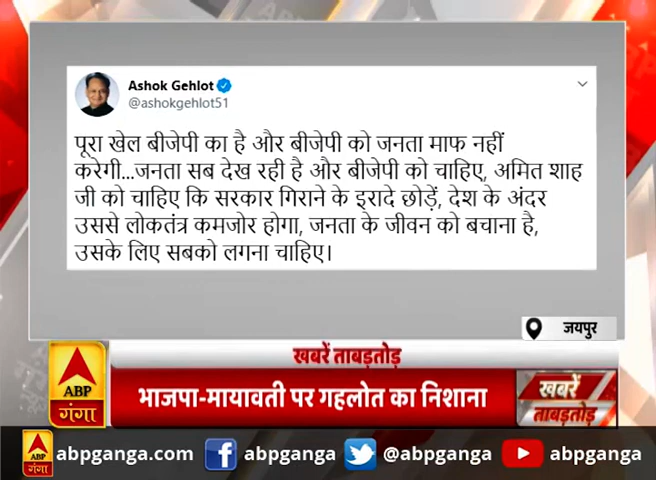 Ashok Gehlot
@ashokgehlot51
पूरा खेल बीजेपी का है और बीजेपी को जनता माफ नहीं
करेगी...जनता सब देख रही है और बीजेपी को चाहिए, अमित शाह
जी को चाहिए कि सरकार गिराने के इरादे छोड़ें, देश के अंदर
उससे लोकतंत्र कमजोर होगा, जनता के जीवन को बचाना है,
उसके लिए सबको लगना चाहिए।
जयपुर
खबरें ताबड़तोड़
ABP
गंगा
भाजपा-मायावती पर गहलोत का निशाना
खबरें
ताबड़तोड़
ABP
गंगा
abpganga.com
abpganga
@abpganga
abpganga